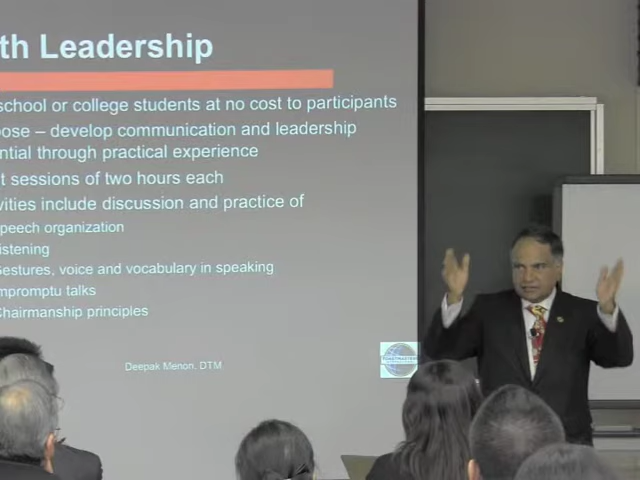 th Leadership
school or college students at no cost to participants
ose – develop communication and leadership
ntial through practical experience
t sessions of two hours each
vities include discussion and practice of
peech organization
istening
Gestures, voice and vocabulary in speaking
mpromptu talks
Chairmanship principles
Deepak Menon, DTM
TOASTMASTERS